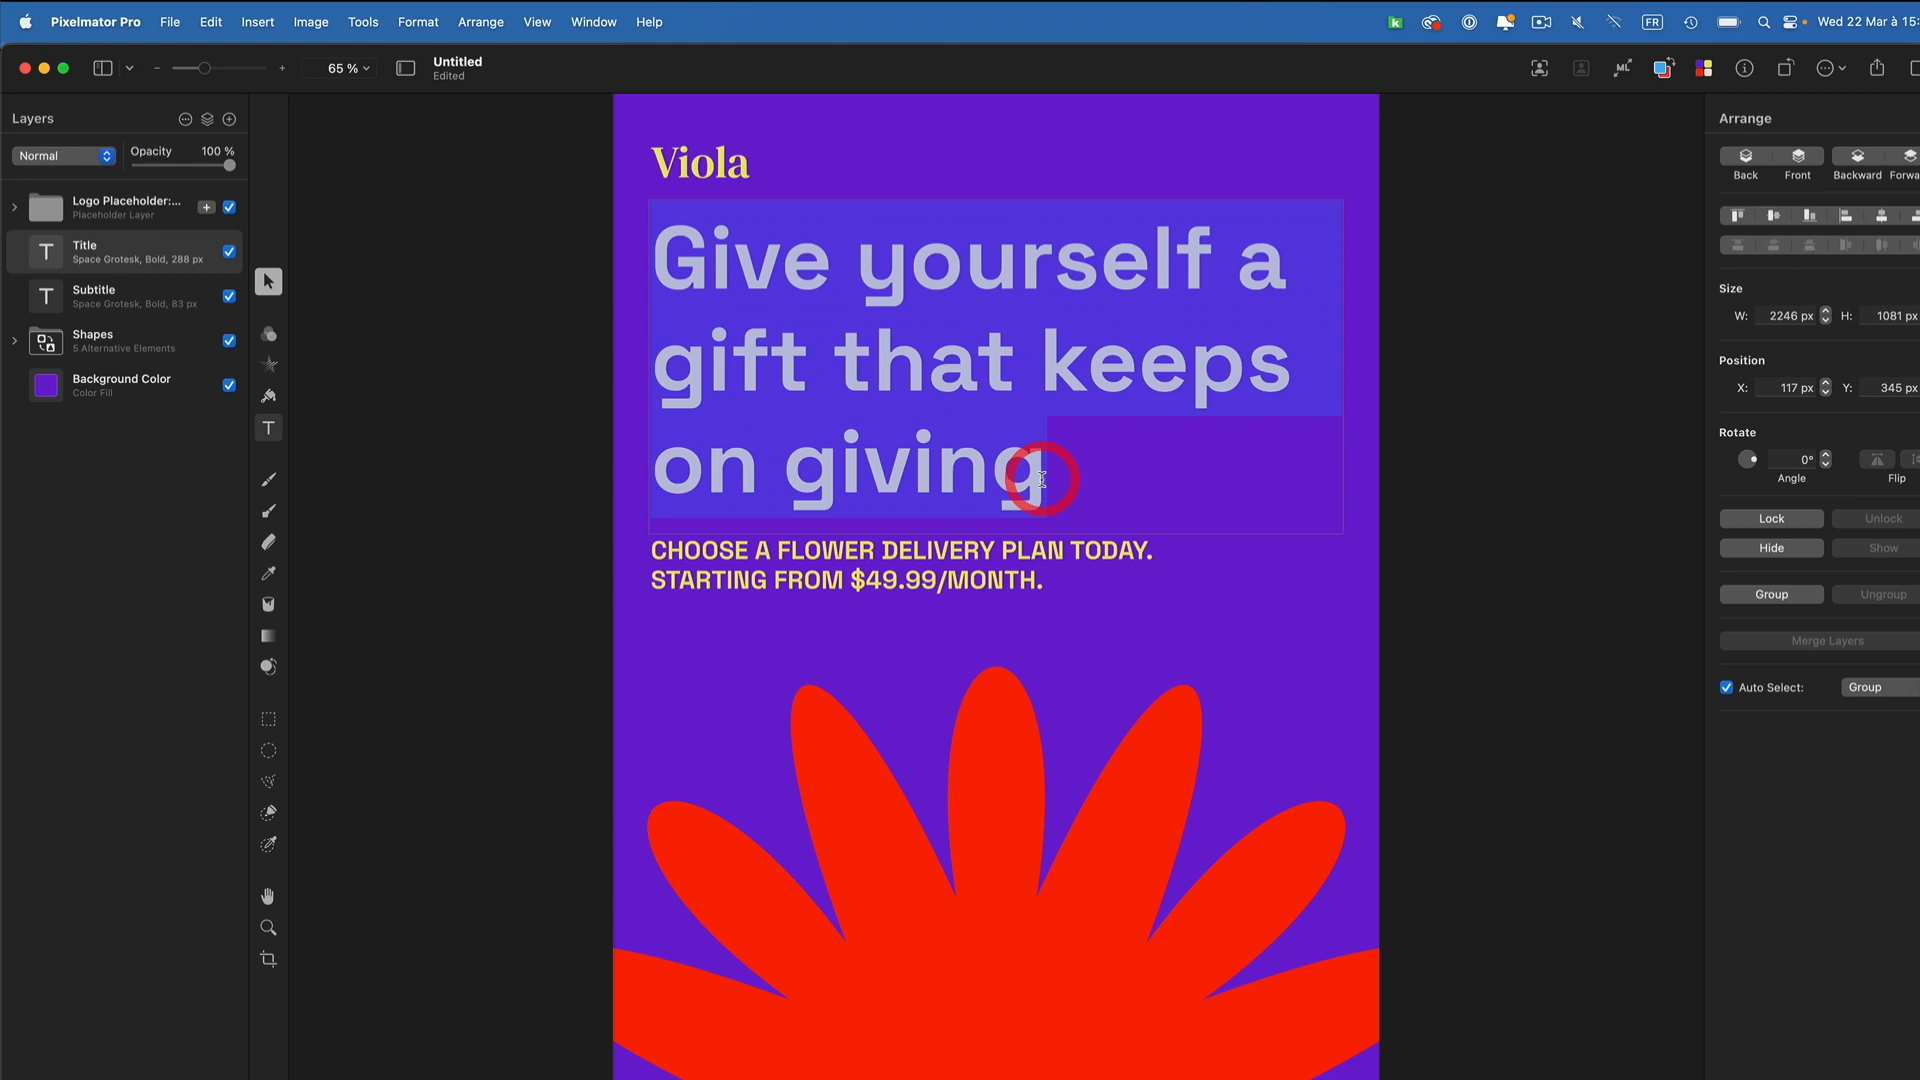 Pixelmator Pro File Edit Insert Image Tools Format Arrange View Window Help FR Wed 22 Mar à 15:
65 % Untitled
Edited
ML
Layers
Normal Opacity 100 %
Logo Placeholder:...
Placeholder Layer
Title
Space Grotesk, Bold, 288 px
Subtitle
Space Grotesk, Bold, 83 px
Shapes
5 Alternative Elements
Background Color
Color Fill
Viola
Give yourself a
gift that keeps
on giving
CHOOSE A FLOWER DELIVERY PLAN TODAY.
STARTING FROM $49.99/MONTH.
Arrange
Back Front Backward Forwa
Size
W: 2246 px H: 1081 px
Position
X: 117 px Y: 345 px
Rotate
0°
Angle Flip
Lock Unlock
Hide Show
Group Ungroup
Merge Layers
Auto Select: Group